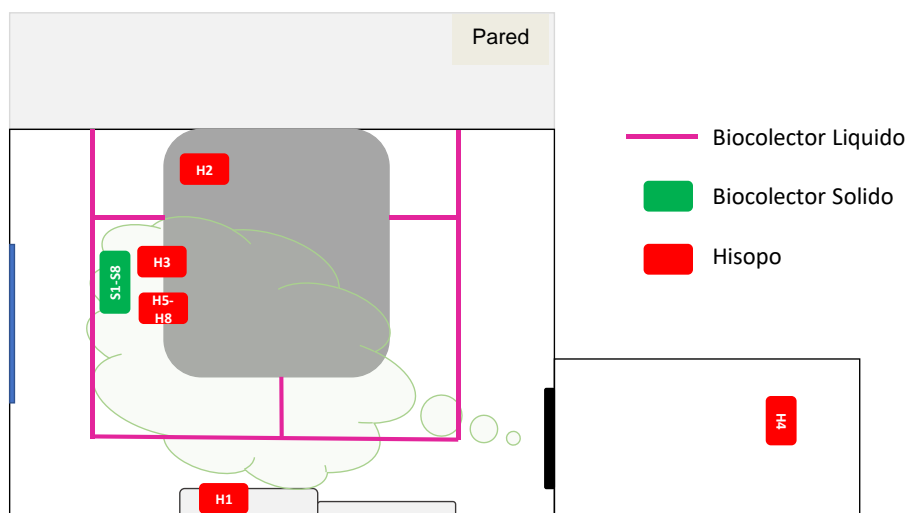 Pared
Biocolector Liquido
H2
Biocolector Solido
H3
Hisopo
S1-S8
H5-
H8
H4
H1